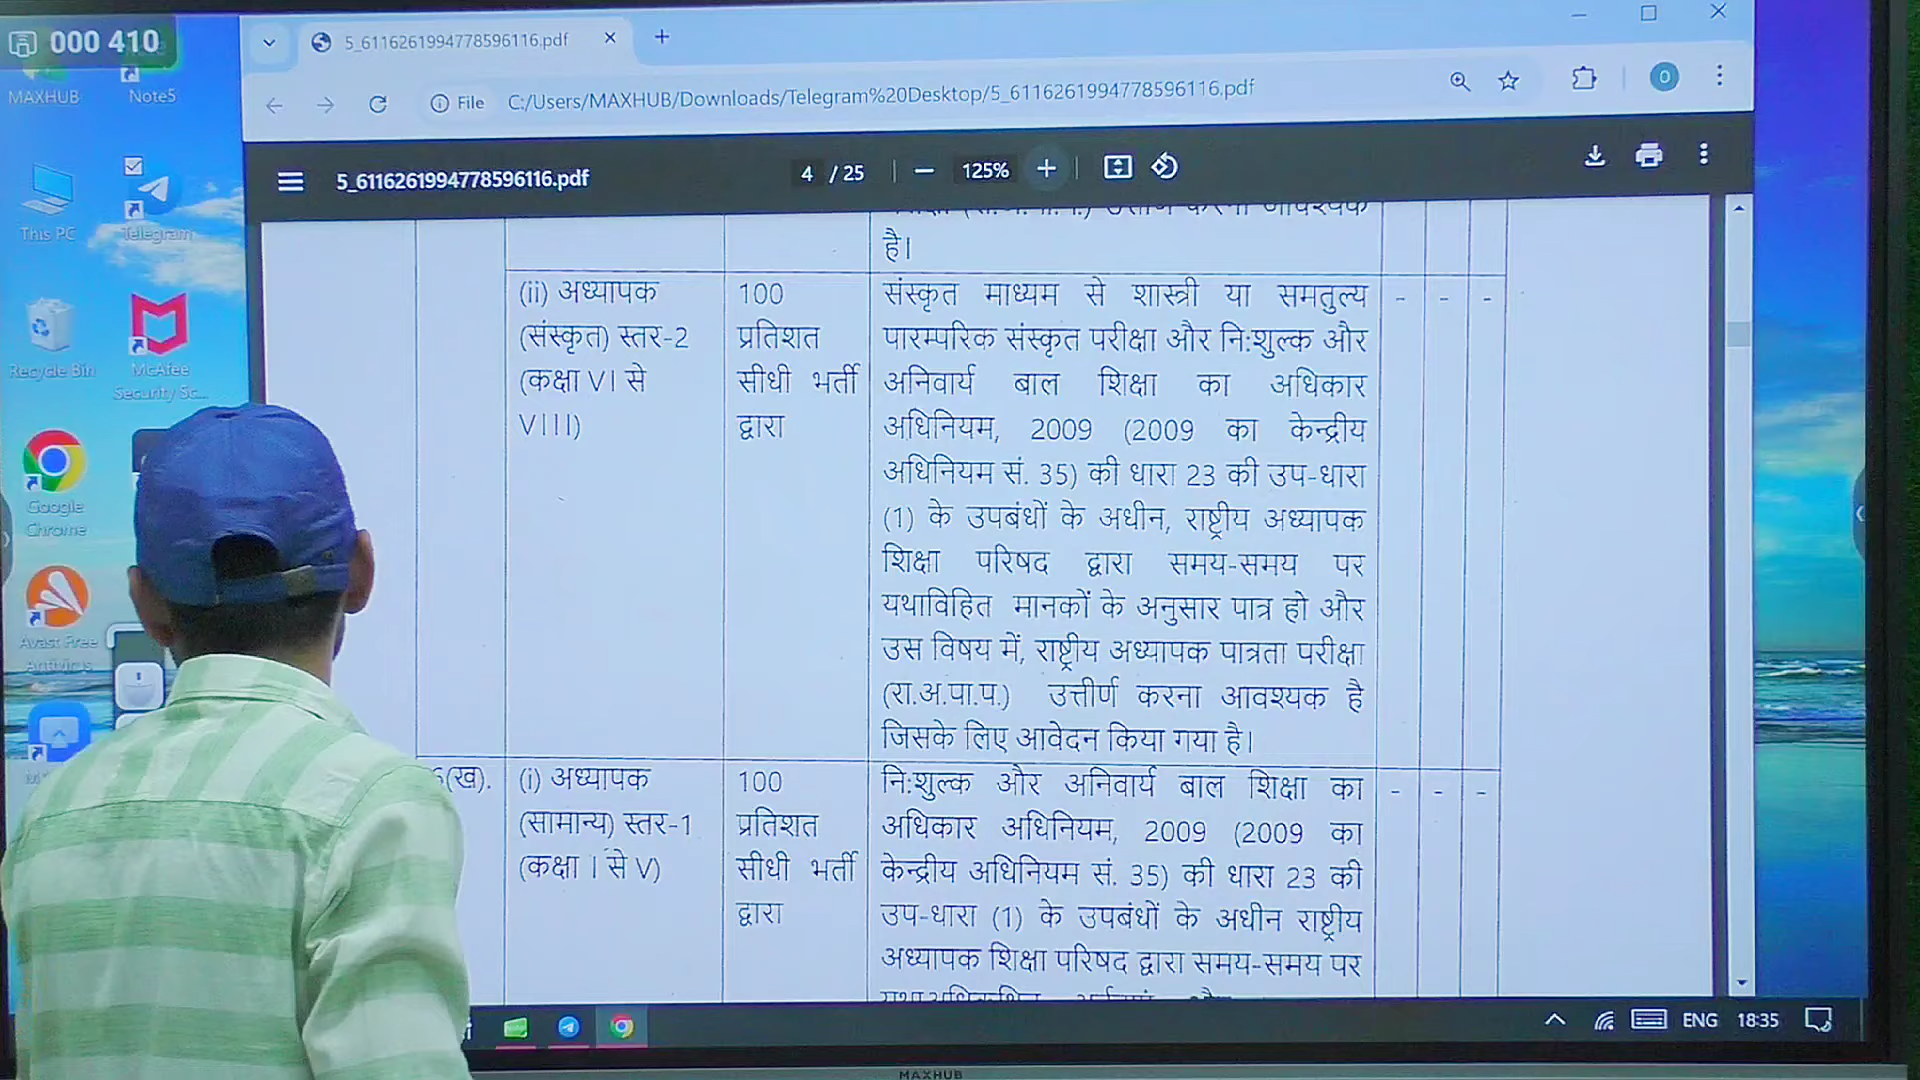 000 410
5_6116261994778596116.pdf
File C:/Users/MAXHUB/Downloads/Telegram%20Desktop/5_6116261994778596116.pdf
O
5_6116261994778596116.pdf
4 / 25
125%
MAXHUB
Note5
This PC
Telegram
Recycle Bin
McAfee
Security Sc...
Google
Chrome
Avast Free
Antivirus
है।
(ii) अध्यापक
(संस्कृत) स्तर-2
(कक्षा VI से
VIII)
100
प्रतिशत
सीधी भर्ती
द्वारा
संस्कृत माध्यम से शास्त्री या समतुल्य
पारम्परिक संस्कृत परीक्षा और नि:शुल्क और
अनिवार्य बाल शिक्षा का अधिकार
अधिनियम, 2009 (2009 का केन्द्रीय
अधिनियम सं. 35) की धारा 23 की उप-धारा
(1) के उपबंधों के अधीन, राष्ट्रीय अध्यापक
शिक्षा परिषद द्वारा समय-समय पर
यथाविहित मानकों के अनुसार पात्र हो और
उस विषय में, राष्ट्रीय अध्यापक पात्रता परीक्षा
(रा.अ.पा.प.) उत्तीर्ण करना आवश्यक है
जिसके लिए आवेदन किया गया है।
- - -
(ख).
(i) अध्यापक
(सामान्य) स्तर-1
(कक्षा I से V)
100
प्रतिशत
सीधी भर्ती
द्वारा
नि:शुल्क और अनिवार्य बाल शिक्षा का
अधिकार अधिनियम, 2009 (2009 का
केन्द्रीय अधिनियम सं. 35) की धारा 23 की
उप-धारा (1) के उपबंधों के अधीन राष्ट्रीय
अध्यापक शिक्षा परिषद द्वारा समय-समय पर
- - -
ENG 18:35
MAXHUB